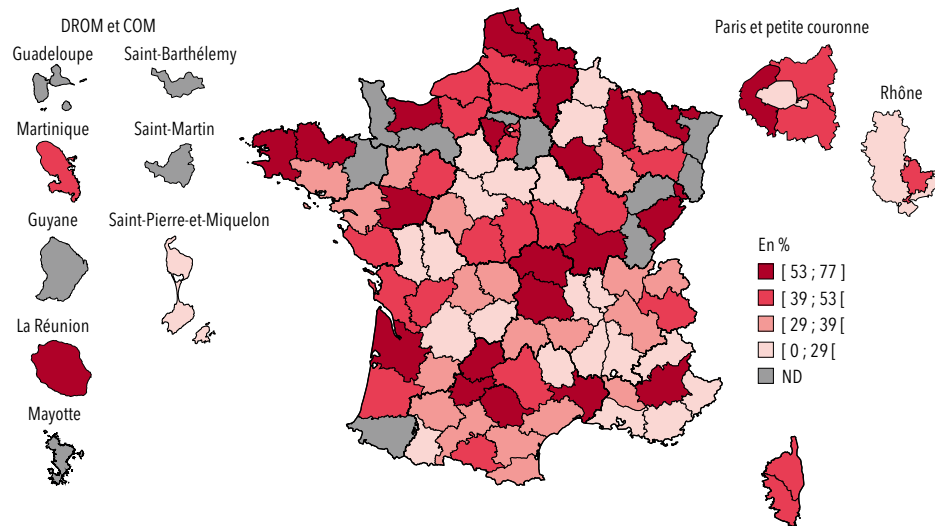 DROM et COM
Guadeloupe
Saint-Barthélemy
Martinique
Saint-Martin
Guyane
Saint-Pierre-et-Miquelon
La Réunion
Mayotte
Paris et petite couronne
Rhône
En %
[ 53 ; 77 ]
[ 39 ; 53 [
[ 29 ; 39 [
[ 0 ; 29 [
ND